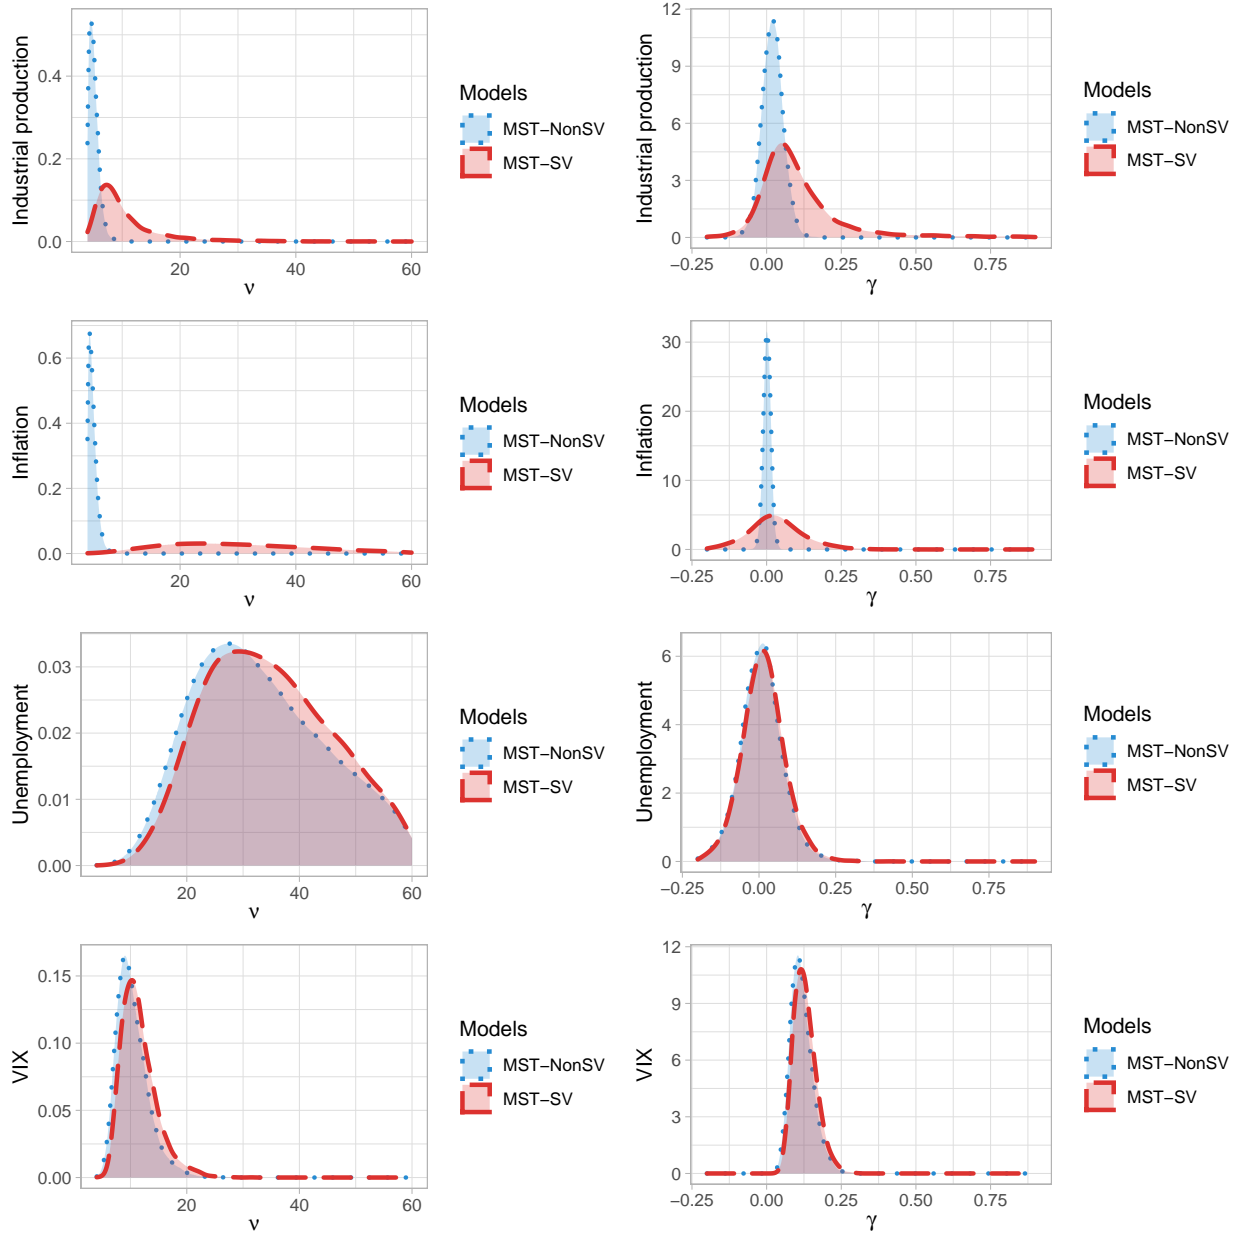 Industrial production
0.4
0.2
0.0
20
40
60
ν
Models
MST−NonSV
MST−SV
Industrial production
12
9
6
3
0
−0.25
0.00
0.25
0.50
0.75
γ
Models
MST−NonSV
MST−SV
Inflation
0.6
0.4
0.2
0.0
20
40
60
ν
Models
MST−NonSV
MST−SV
Inflation
30
20
10
0
−0.25
0.00
0.25
0.50
0.75
γ
Models
MST−NonSV
MST−SV
Unemployment
0.03
0.02
0.01
0.00
20
40
60
ν
Models
MST−NonSV
MST−SV
Unemployment
6
4
2
0
−0.25
0.00
0.25
0.50
0.75
γ
Models
MST−NonSV
MST−SV
VIX
0.15
0.10
0.05
0.00
20
40
60
ν
Models
MST−NonSV
MST−SV
VIX
12
9
6
3
0
−0.25
0.00
0.25
0.50
0.75
γ
Models
MST−NonSV
MST−SV